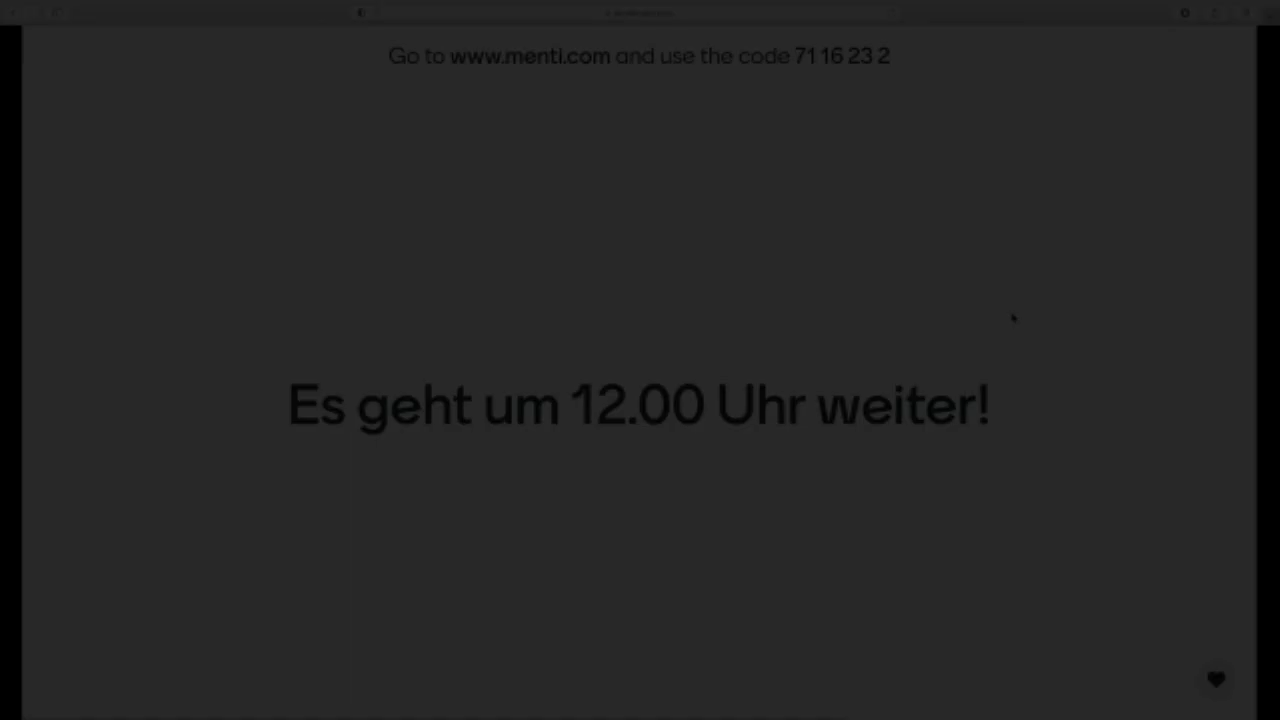 Go to www.menti.com and use the code 71 16 23 2
Es geht um 12.00 Uhr weiter!